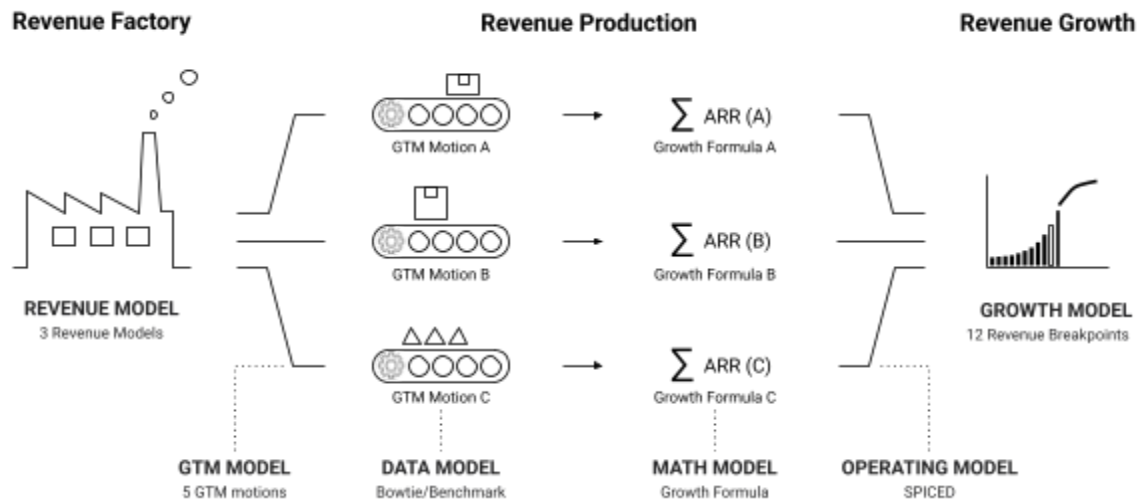 Revenue Factory
Revenue Production
Revenue Growth
GTM Motion A
∑ ARR (A)
Growth Formula A
GTM Motion B
∑ ARR (B)
Growth Formula B
REVENUE MODEL
3 Revenue Models
GROWTH MODEL
12 Revenue Breakpoints
GTM Motion C
∑ ARR (C)
Growth Formula C
GTM MODEL
5 GTM motions
DATA MODEL
Bowtie/Benchmark
MATH MODEL
Growth Formula
OPERATING MODEL
SPICED